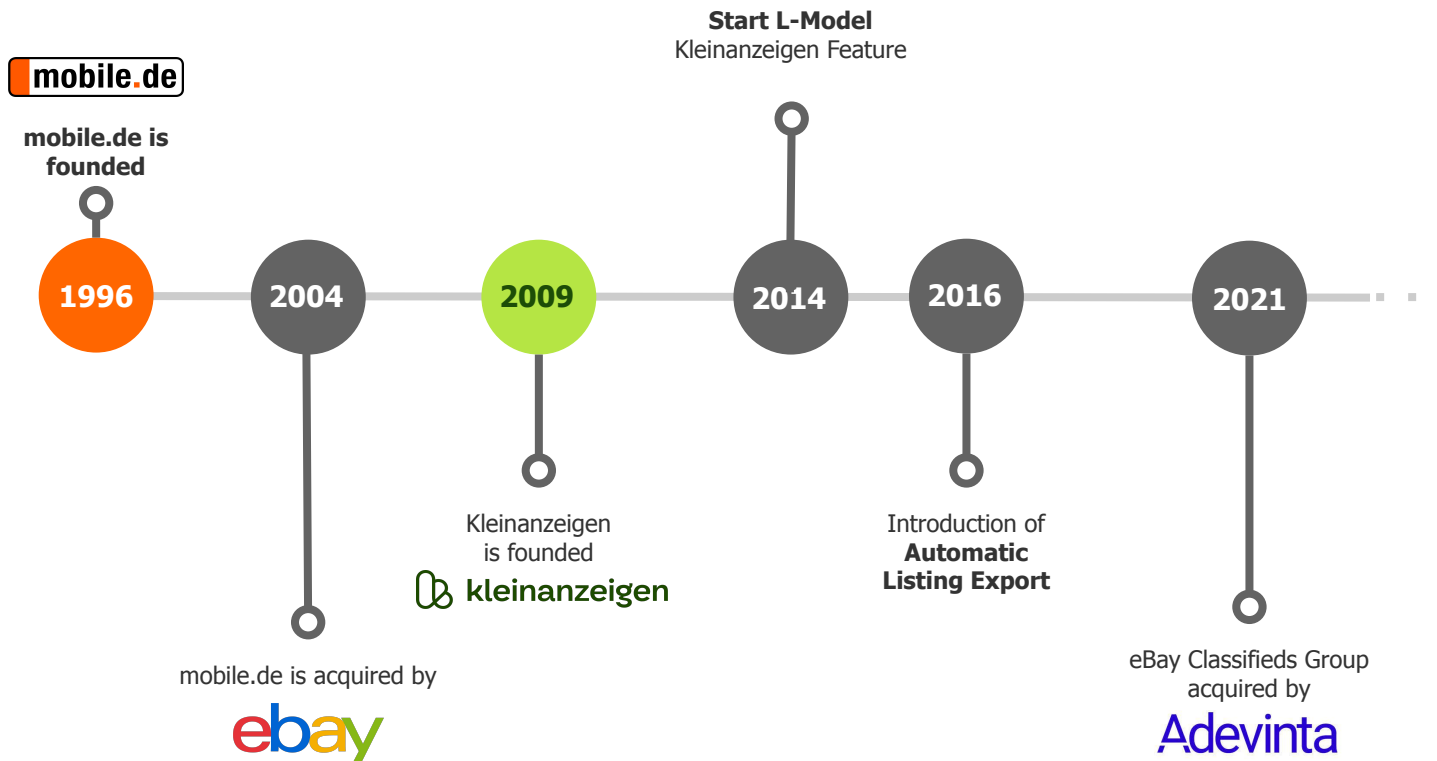 Start L-Model
Kleinanzeigen Feature
mobile.de
mobile.de is
founded
1996
2004
2009
2014
2016
2021
Kleinanzeigen
is founded
kleinanzeigen
Introduction of
Automatic
Listing Export
mobile.de is acquired by
ebay
eBay Classifieds Group
acquired by
Adevinta